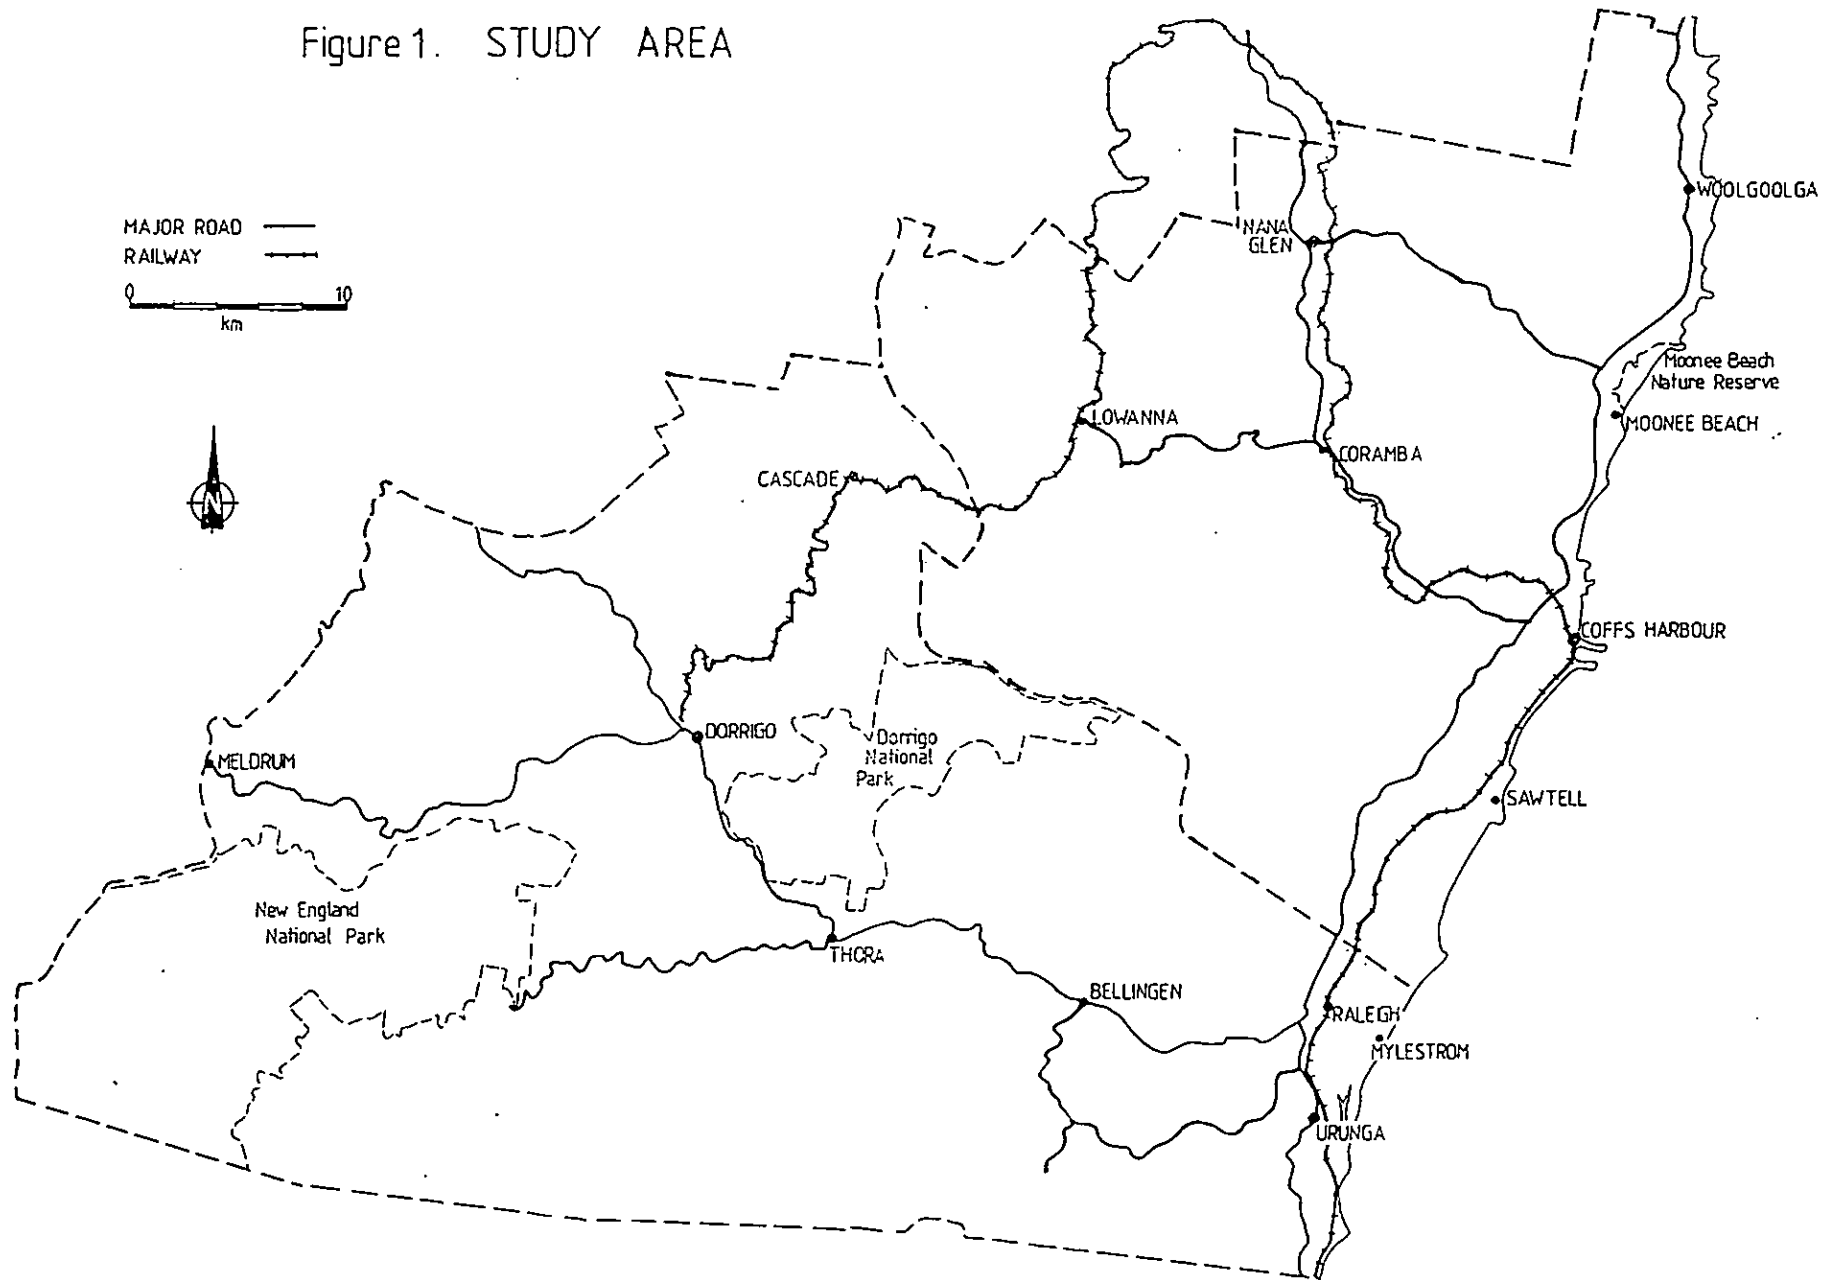 Figure 1. STUDY AREA
MAJOR ROAD
RAILWAY
0 10
km
N
WOOLGOOLGA
NANA
GLEN
Moonee Beach
Nature Reserve
MOONEE BEACH
LOWANNA
CORAMBA
CASCADE
COFFS HARBOUR
DORRIGO
Dorrigo
National
Park
MELDRUM
SAWTELL
New England
National Park
THORA
BELLINGEN
RALEGH
MYLESTROM
URUNGA